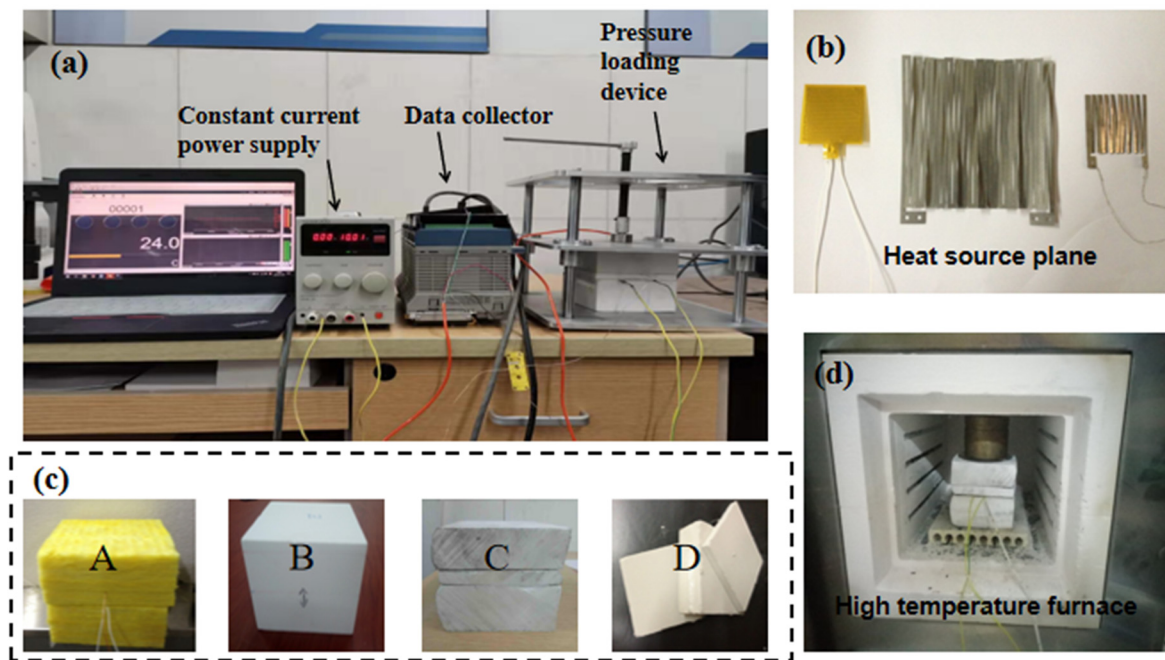 (a)
Pressure
loading
device
Constant current
power supply
Data collector
00001
24.0
(b)
Heat source plane
(c)
A
B
C
D
(d)
High temperature furnace